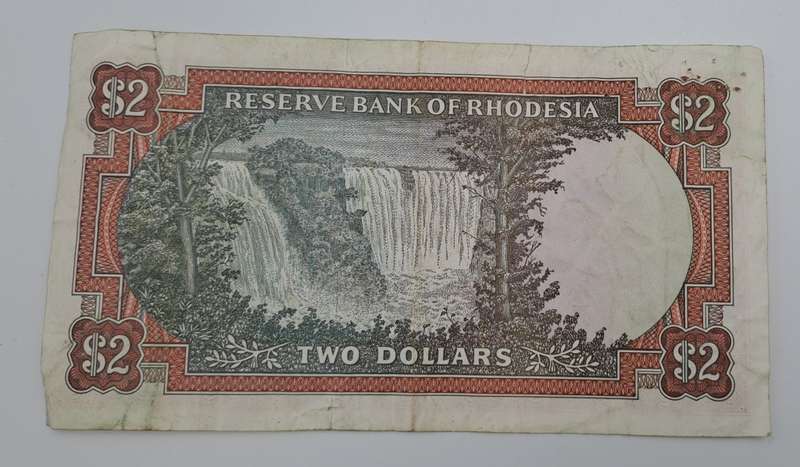 $2 $2
RESERVE BANK OF RHODESIA
TWO DOLLARS
$2 $2